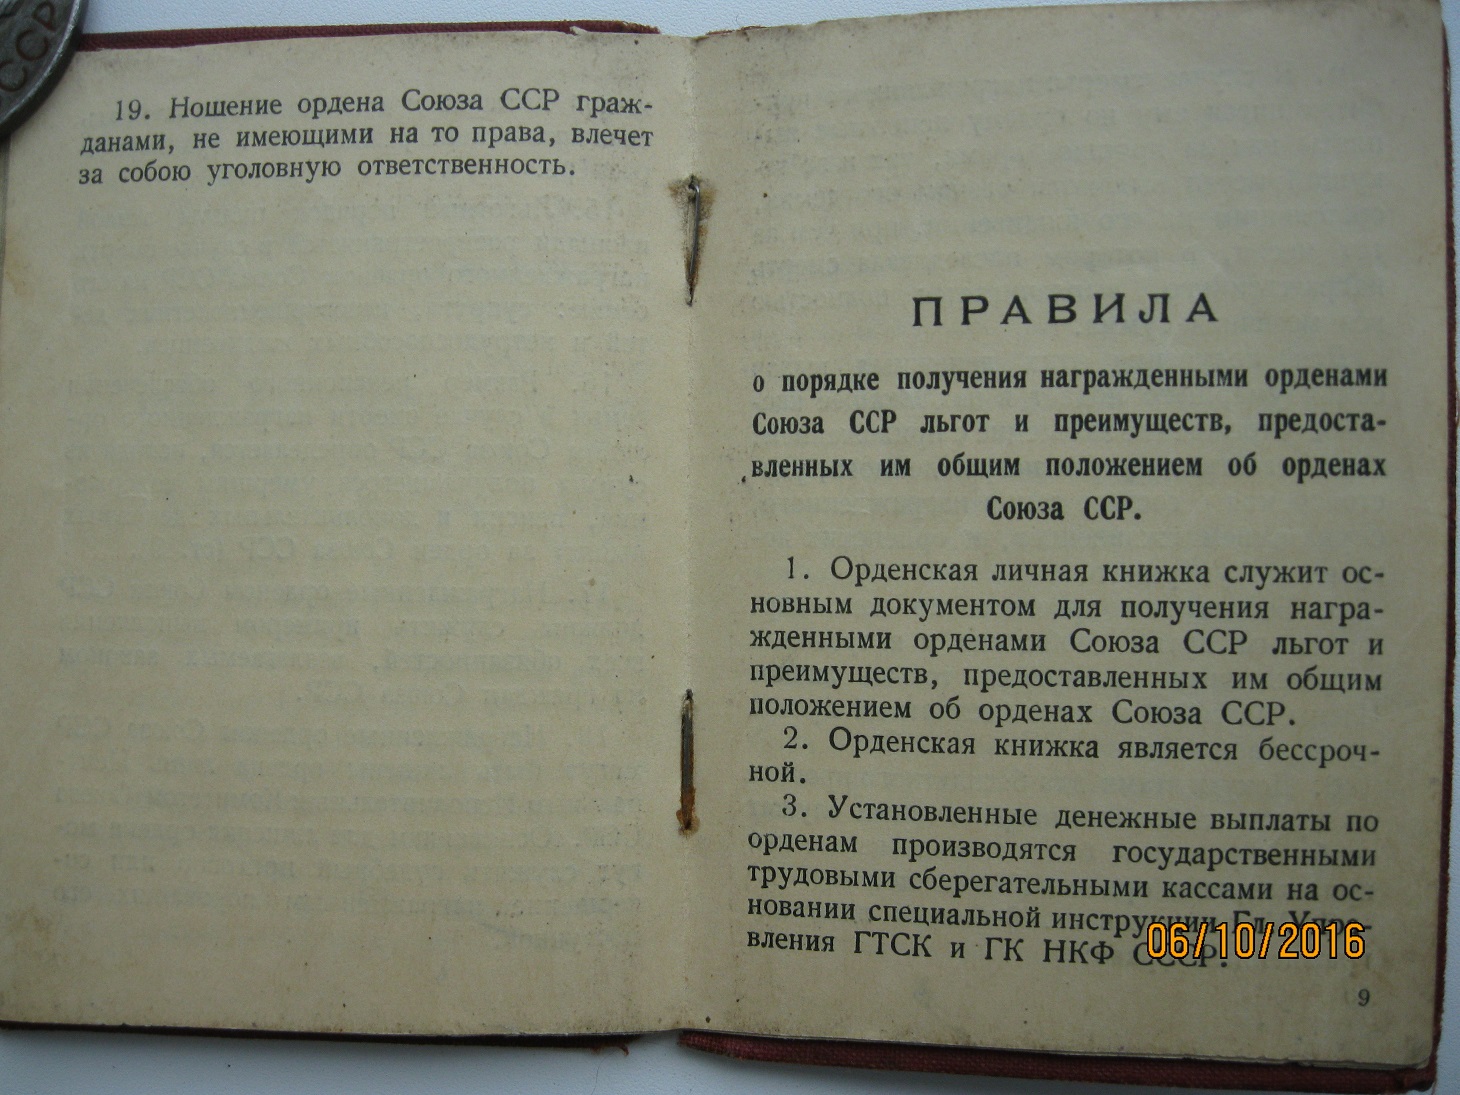 СССР
19. Ношение ордена Союза ССР граж-
данами, не имеющими на то права, влечет
за собою уголовную ответственность.
ПРАВИЛА
о порядке получения награжденными орденами
Союза ССР льгот и преимуществ, предоста-
вленных им общим положением об орденах
Союза ССР.
1. Орденская личная книжка служит ос-
новным документом для получения награ-
жденными орденами Союза ССР льгот и
преимуществ, предоставленных им общим
положением об орденах Союза ССР.
2. Орденская книжка является бессроч-
ной.
3. Установленные денежные выплаты по
орденам производятся государственными
трудовыми сберегательными кассами на ос-
новании специальной инструкции Гл. Упра-
вления ГТСК и ГК НКФ СССР.
06/10/2016
9